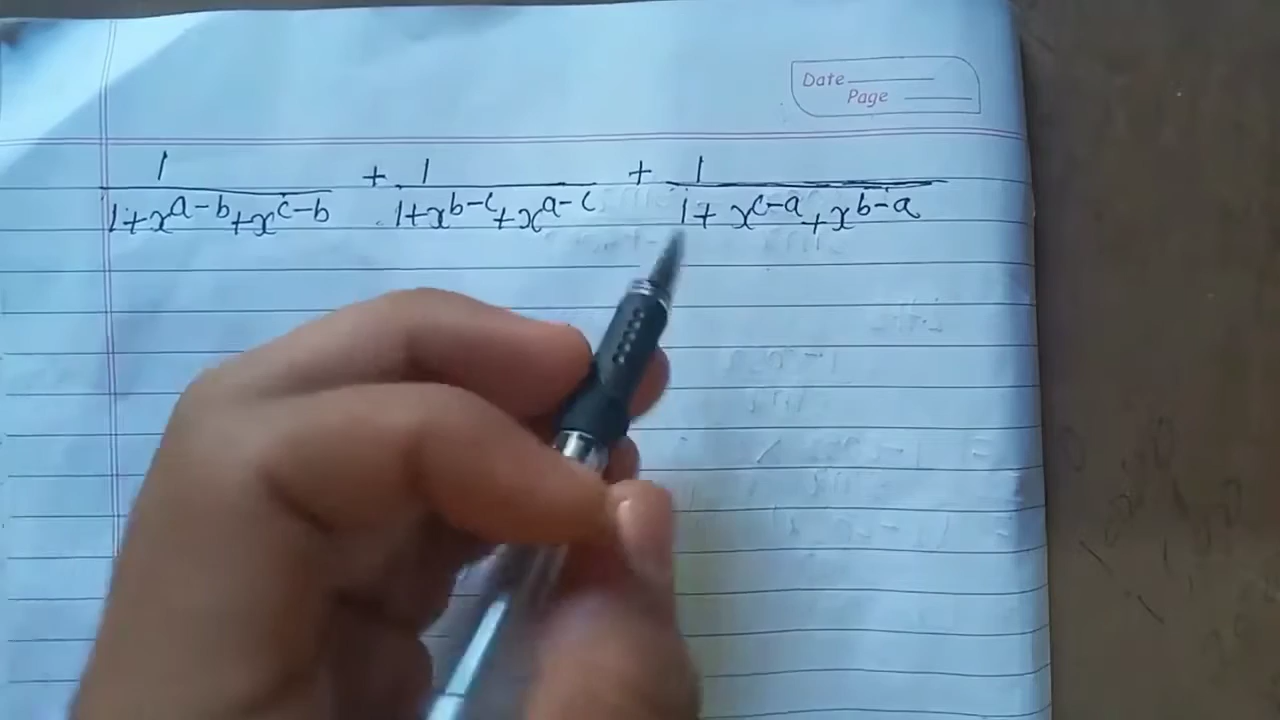 Date
Page
1/(1+x^(a-b)+x^(c-b)) + 1/(1+x^(b-c)+x^(a-c)) + 1/(1+x^(c-a)+x^(b-a))